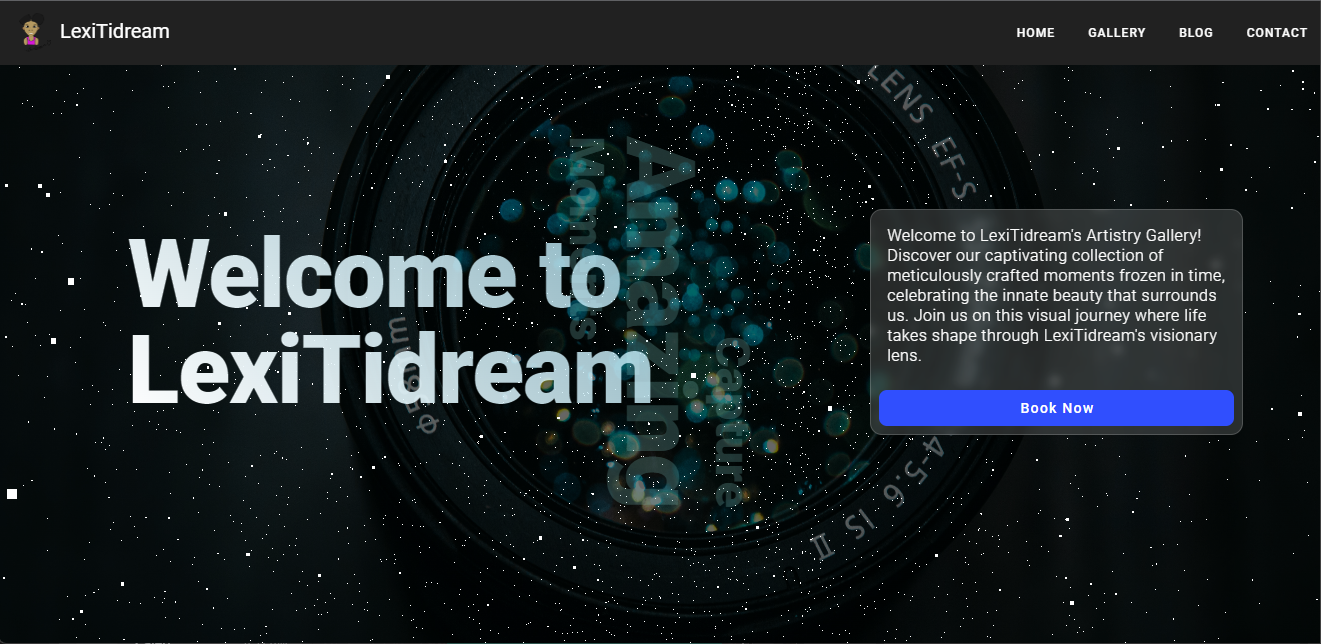 LexiTidream
HOME GALLERY BLOG CONTACT
LENS EF-S
Amazing
Moments
Capture
Welcome to
LexiTidream
Welcome to LexiTidream's Artistry Gallery!
Discover our captivating collection of
meticulously crafted moments frozen in time,
celebrating the innate beauty that surrounds
us. Join us on this visual journey where life
takes shape through LexiTidream's visionary
lens.
Book Now
4-5.6 IS II